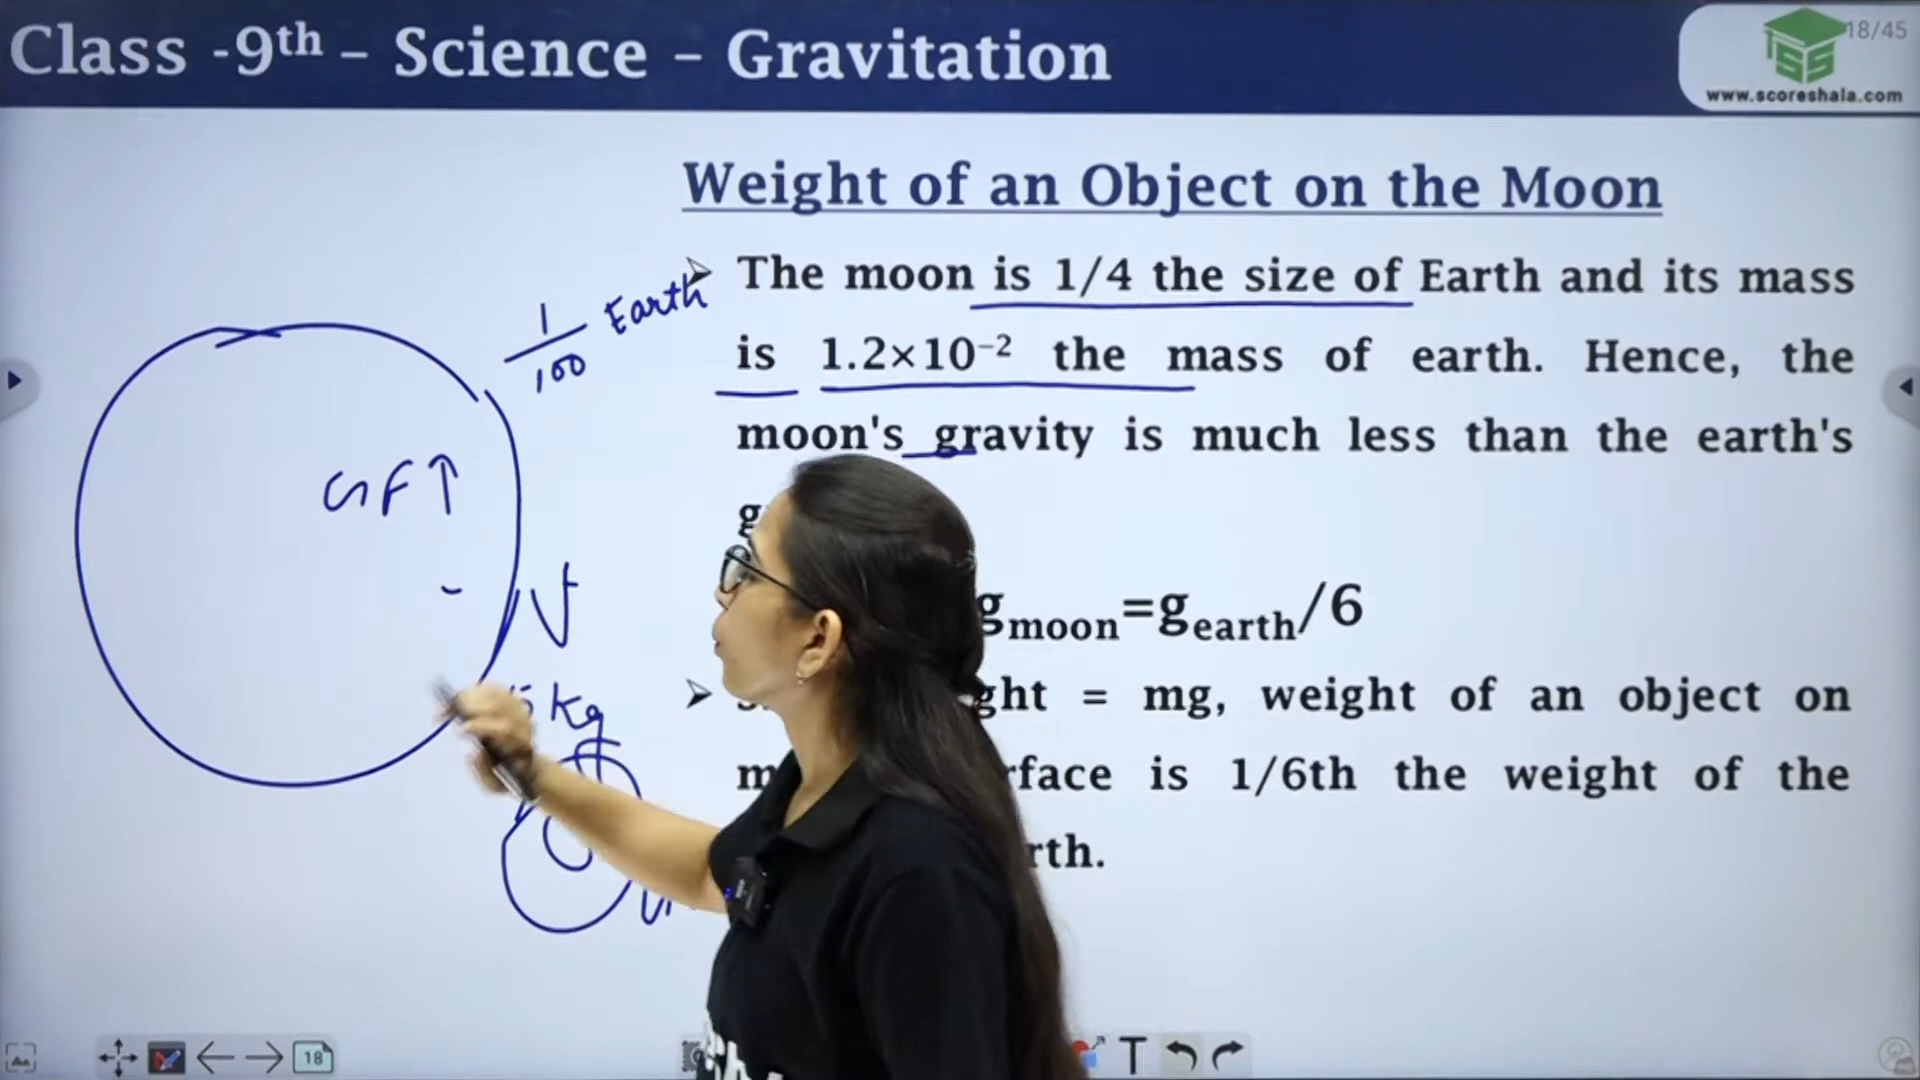 Class -9th – Science – Gravitation
18/45
www.scoreshala.com
Weight of an Object on the Moon
The moon is 1/4 the size of Earth and its mass
is 1.2×10⁻² the mass of earth. Hence, the
moon's gravity is much less than the earth's
g
gmoon=gearth/6
ght = mg, weight of an object on
m rface is 1/6th the weight of the
rth.
1/100 Earth
GF↑
5 Kg
18
T